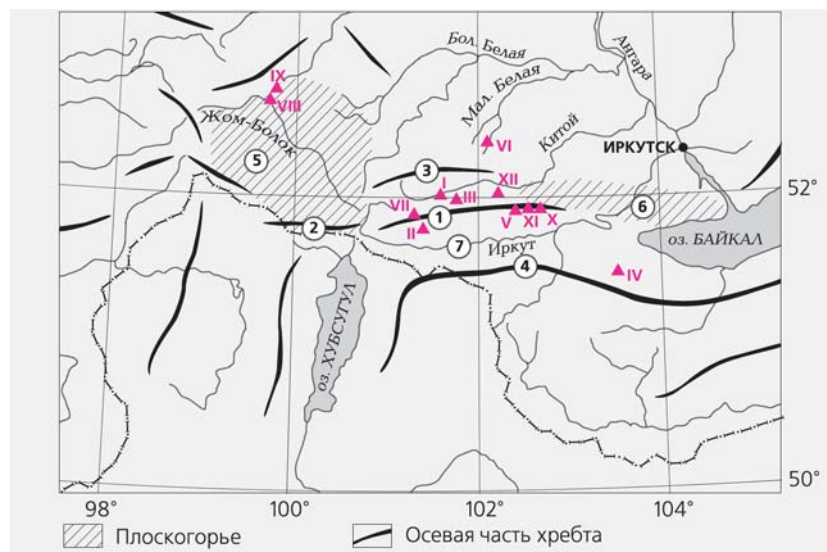 Бол. Белая
Ангара
Мал. Белая
IX
VIII
Жом-Болок
Китой
ИРКУТСК
VI
5
3
XII
52°
I
III
VII
1
V
XI
X
6
2
II
7
Иркут
оз. БАЙКАЛ
4
IV
оз. ХУБСУГУЛ
50°
98°
100°
102°
104°
Плоскогорье
Осевая часть хребта